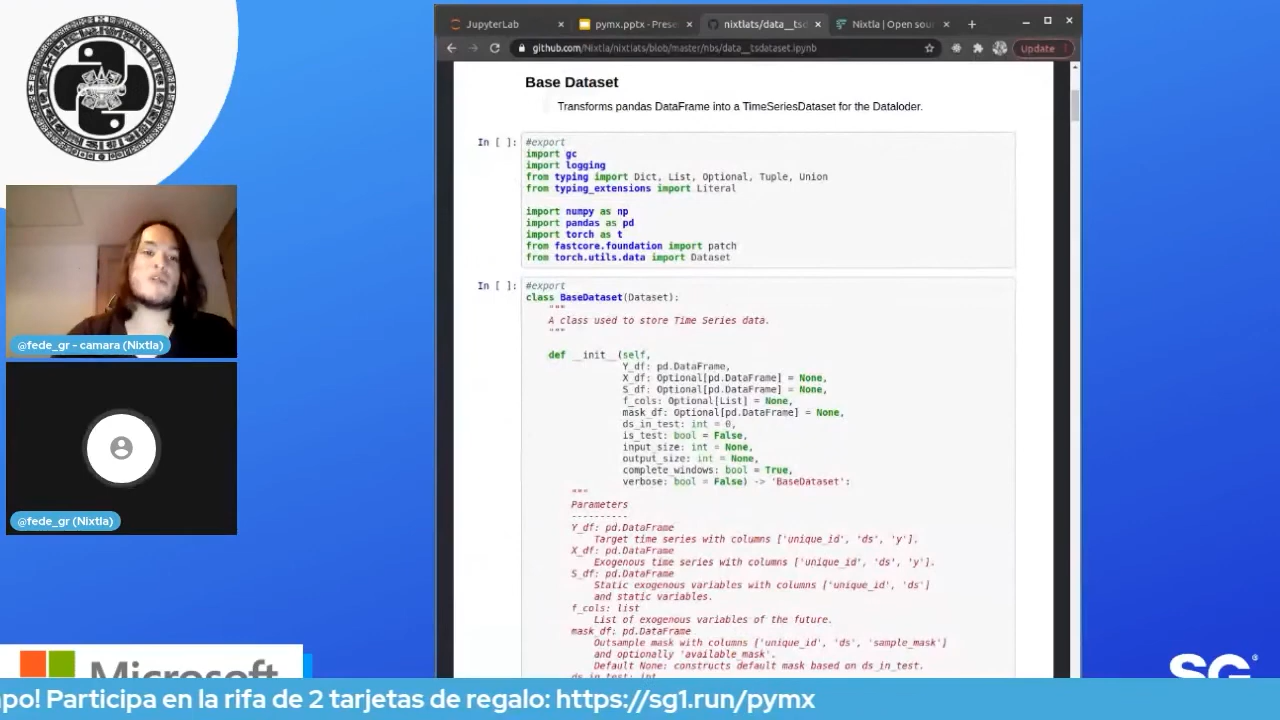 JupyterLab
pymx.pptx - Prese
nixtlats/data__tsd
Nixtla | Open sou
github.com/Nixtla/nixtlats/blob/master/nbs/data__tsdataset.ipynb
Update
Base Dataset
Transforms pandas DataFrame into a TimeSeriesDataset for the Dataloder.
In [ ]:
#export
import gc
import logging
from typing import Dict, List, Optional, Tuple, Union
from typing_extensions import Literal
import numpy as np
import pandas as pd
import torch as t
from fastcore.foundation import patch
from torch.utils.data import Dataset
In [ ]:
#export
class BaseDataset(Dataset):
"""
A class used to store Time Series data.
"""
def __init__(self,
Y_df: pd.DataFrame,
X_df: Optional[pd.DataFrame] = None,
S_df: Optional[pd.DataFrame] = None,
f_cols: Optional[List] = None,
mask_df: Optional[pd.DataFrame] = None,
ds_in_test: int = 0,
is_test: bool = False,
input_size: int = None,
output_size: int = None,
complete_windows: bool = True,
verbose: bool = False) -> 'BaseDataset':
"""
Parameters
----------
Y_df: pd.DataFrame
Target time series with columns ['unique_id', 'ds', 'y'].
X_df: pd.DataFrame
Exogenous time series with columns ['unique_id', 'ds', 'y'].
S_df: pd.DataFrame
Static exogenous variables with columns ['unique_id', 'ds']
and static variables.
f_cols: list
List of exogenous variables of the future.
mask_df: pd.DataFrame
Outsample mask with columns ['unique_id', 'ds', 'sample_mask']
and optionally 'available_mask'.
Default None: constructs default mask based on ds_in_test.
ds_in_test: int
@fede_gr - camara (Nixtla)
@fede_gr (Nixtla)
Microsoft
SG
po! Participa en la rifa de 2 tarjetas de regalo: https://sg1.run/pymx